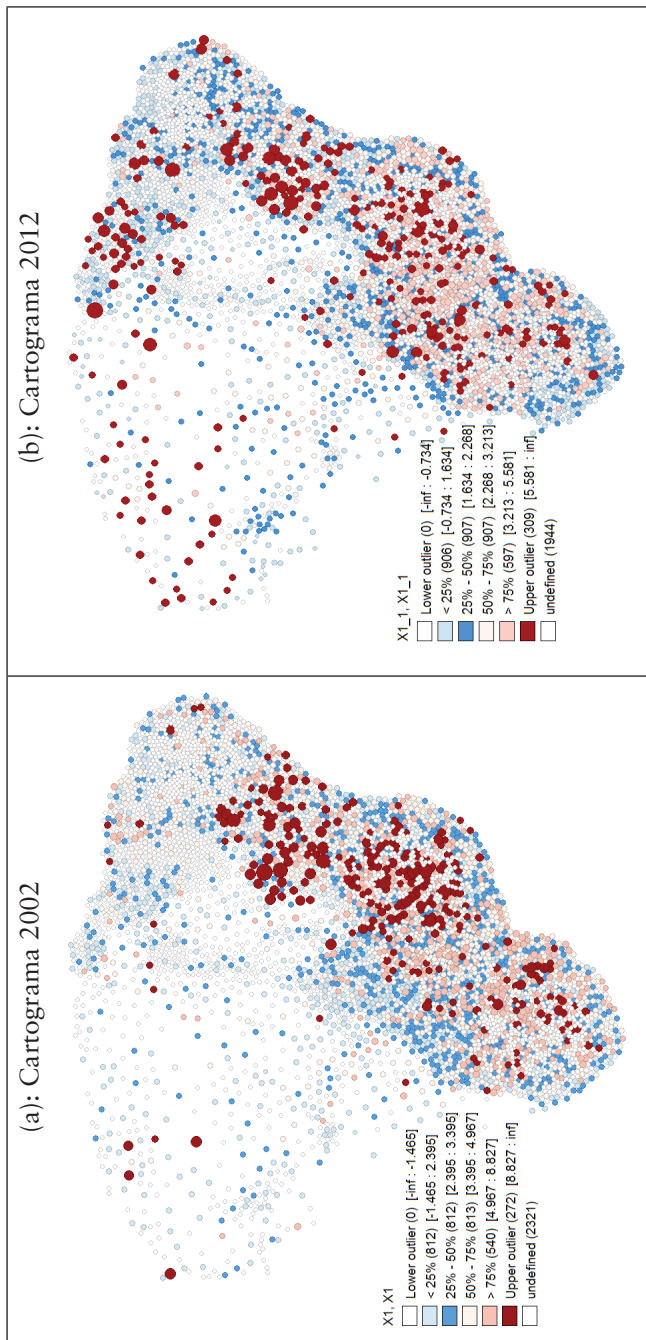 (a): Cartograma 2002
X1, X1
Lower outlier (0) [-inf : -1.465]
< 25% (812) [-1.465 : 2.395]
25% - 50% (812) [2.395 : 3.395]
50% - 75% (813) [3.395 : 4.967]
> 75% (540) [4.967 : 8.827]
Upper outlier (272) [8.827 : inf]
undefined (2321)
(b): Cartograma 2012
X1_1, X1_1
Lower outlier (0) [-inf : -0.734]
< 25% (906) [-0.734 : 1.634]
25% - 50% (907) [1.634 : 2.268]
50% - 75% (907) [2.268 : 3.213]
> 75% (597) [3.213 : 5.581]
Upper outlier (309) [5.581 : inf]
undefined (1944)